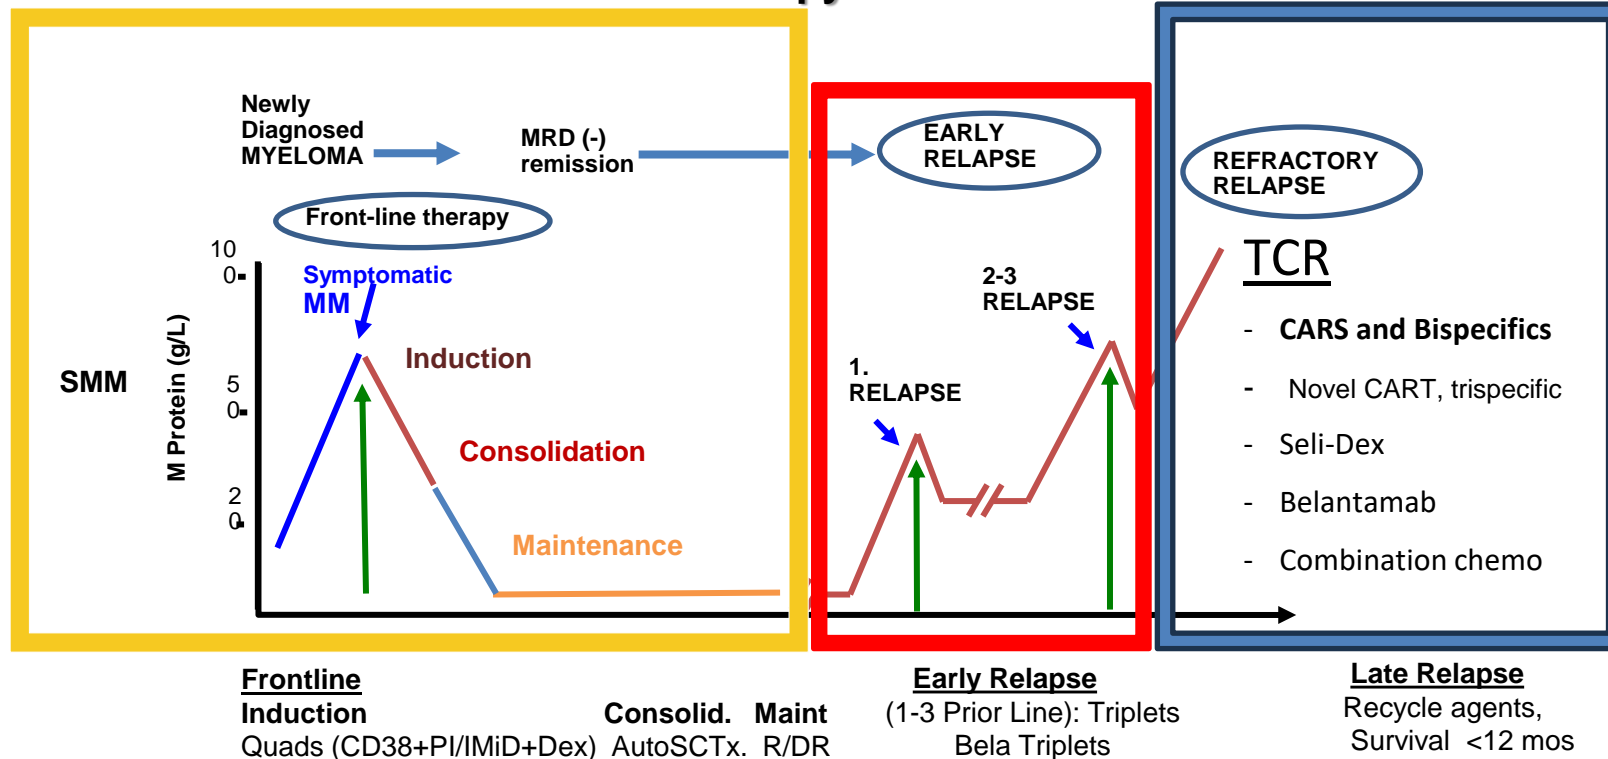 py
Newly
Diagnosed
MYELOMA
MRD (-)
remission
EARLY
RELAPSE
REFRACTORY
RELAPSE
Front-line therapy
10
0
5
0
2
0
M Protein (g/L)
SMM
Symptomatic
MM
Induction
Consolidation
Maintenance
1.
RELAPSE
2-3
RELAPSE
TCR
- CARS and Bispecifics
- Novel CART, trispecific
- Seli-Dex
- Belantamab
- Combination chemo
Frontline
Induction Consolid. Maint
Quads (CD38+PI/IMiD+Dex) AutoSCTx. R/DR
Early Relapse
(1-3 Prior Line): Triplets
Bela Triplets
Late Relapse
Recycle agents,
Survival <12 mos